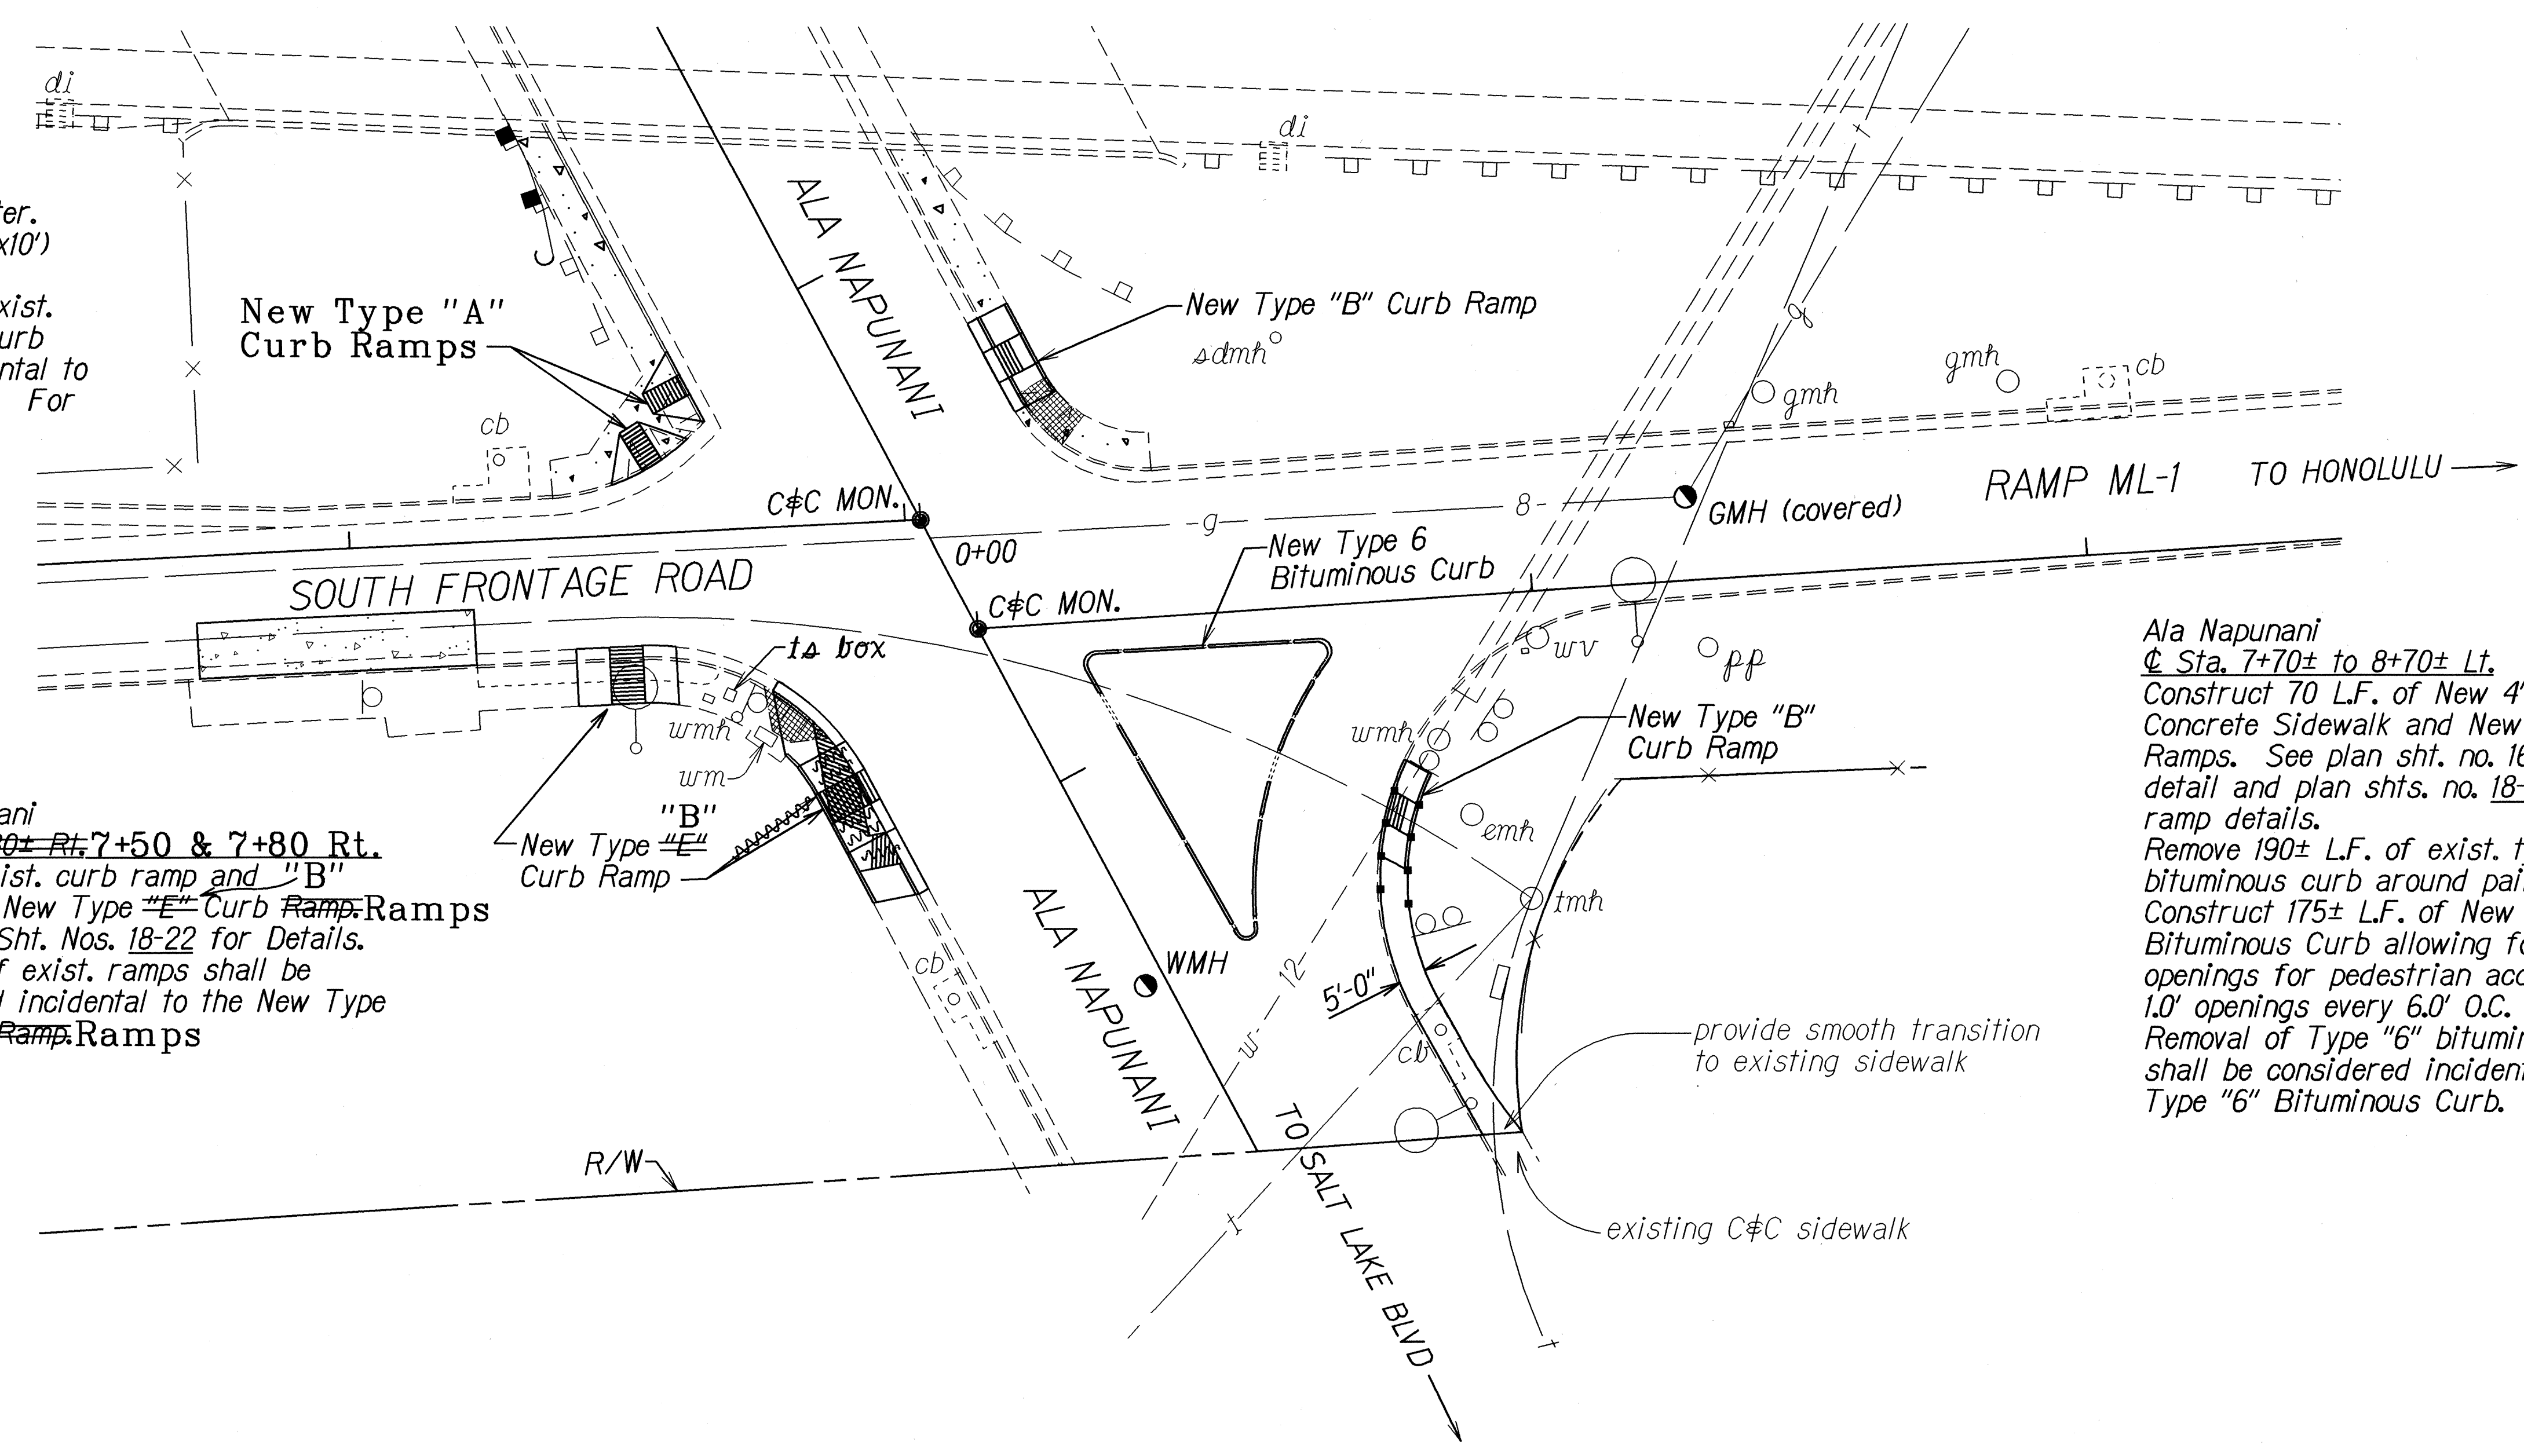 di
di
ter.
x10')
exist.
urb
ntal to
For
New Type "A"
Curb Ramps
ALA NAPUNANI
New Type "B" Curb Ramp
sdmh
g
t
gmh
gmh
cb
cb
C&C MON.
g
8-
GMH (covered)
RAMP ML-1
TO HONOLULU
0+00
New Type 6
Bituminous Curb
SOUTH FRONTAGE ROAD
C&C MON.
ts box
wv
pp
wmh
wm
wmh
New Type "B"
Curb Ramp
emh
tmh
"B"
New Type "E"
Curb Ramp
ani
30± Rt. 7+50 & 7+80 Rt.
ist. curb ramp and "B"
New Type "E" Curb Ramp. Ramps
Sht. Nos. 18-22 for Details.
f exist. ramps shall be
d incidental to the New Type
Ramp. Ramps
Ala Napunani
℄ Sta. 7+70± to 8+70± Lt.
Construct 70 L.F. of New 4'
Concrete Sidewalk and New
Ramps. See plan sht. no. 16
detail and plan shts. no. 18-
ramp details.
Remove 190± L.F. of exist. t
bituminous curb around pai
Construct 175± L.F. of New
Bituminous Curb allowing fo
openings for pedestrian acc
1.0' openings every 6.0' O.C.
Removal of Type "6" bitumin
shall be considered inciden
Type "6" Bituminous Curb.
cb
WMH
ALA NAPUNANI
12-
w-
5'-0"
cb
provide smooth transition
to existing sidewalk
R/W
TO SALT LAKE BLVD
existing C&C sidewalk
t
t